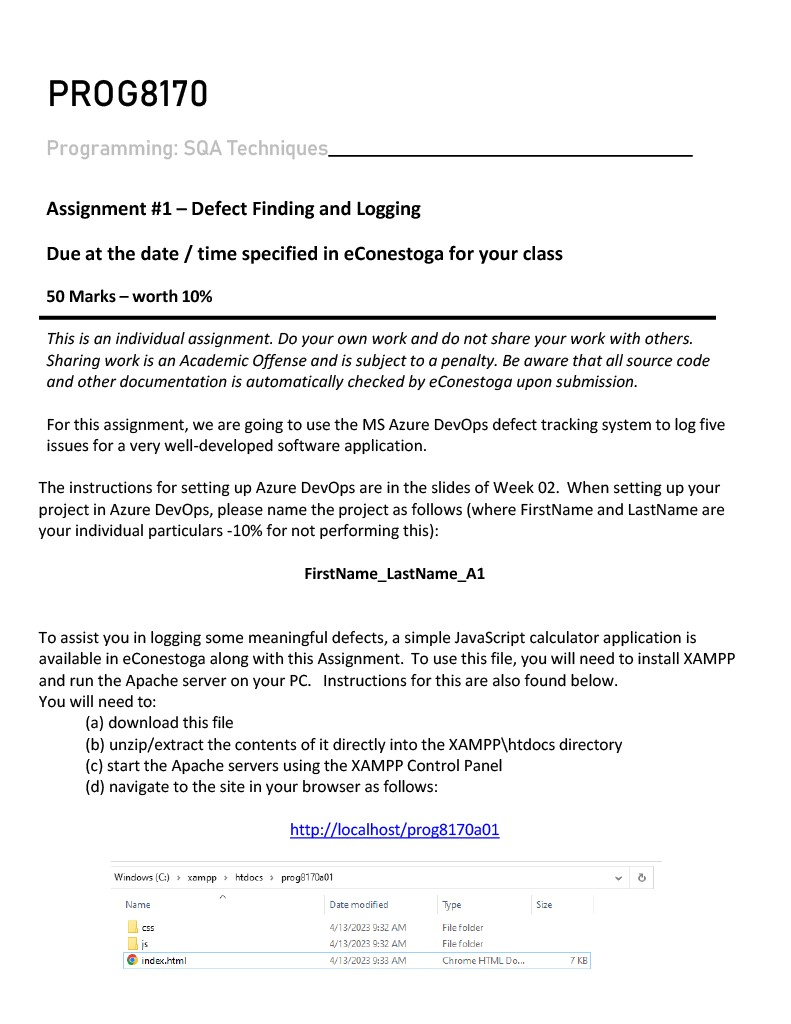 PROG8170
Programming: SQA Techniques
Assignment #1 – Defect Finding and Logging
Due at the date / time specified in eConestoga for your class
50 Marks – worth 10%
This is an individual assignment. Do your own work and do not share your work with others.
Sharing work is an Academic Offense and is subject to a penalty. Be aware that all source code
and other documentation is automatically checked by eConestoga upon submission.
For this assignment, we are going to use the MS Azure DevOps defect tracking system to log five
issues for a very well-developed software application.
The instructions for setting up Azure DevOps are in the slides of Week 02. When setting up your
project in Azure DevOps, please name the project as follows (where FirstName and LastName are
your individual particulars -10% for not performing this):
FirstName_LastName_A1
To assist you in logging some meaningful defects, a simple JavaScript calculator application is
available in eConestoga along with this Assignment. To use this file, you will need to install XAMPP
and run the Apache server on your PC. Instructions for this are also found below.
You will need to:
(a) download this file
(b) unzip/extract the contents of it directly into the XAMPP\htdocs directory
(c) start the Apache servers using the XAMPP Control Panel
(d) navigate to the site in your browser as follows:
http://localhost/prog8170a01
Windows (C:) › xampp › htdocs › prog8170a01
Name Date modified Type Size
css 4/13/2023 9:32 AM File folder
js 4/13/2023 9:32 AM File folder
index.html 4/13/2023 9:33 AM Chrome HTML Do... 7 KB